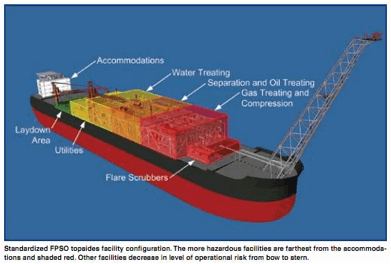 Accommodations
Water Treating
Separation and Oil Treating
Gas Treating and
Compression
Laydown
Area
Utilities
Flare Scrubbers
Standardized FPSO topsides facility configuration. The more hazardous facilities are farthest from the accommoda-
tions and shaded red. Other facilities decrease in level of operational risk from bow to stern.